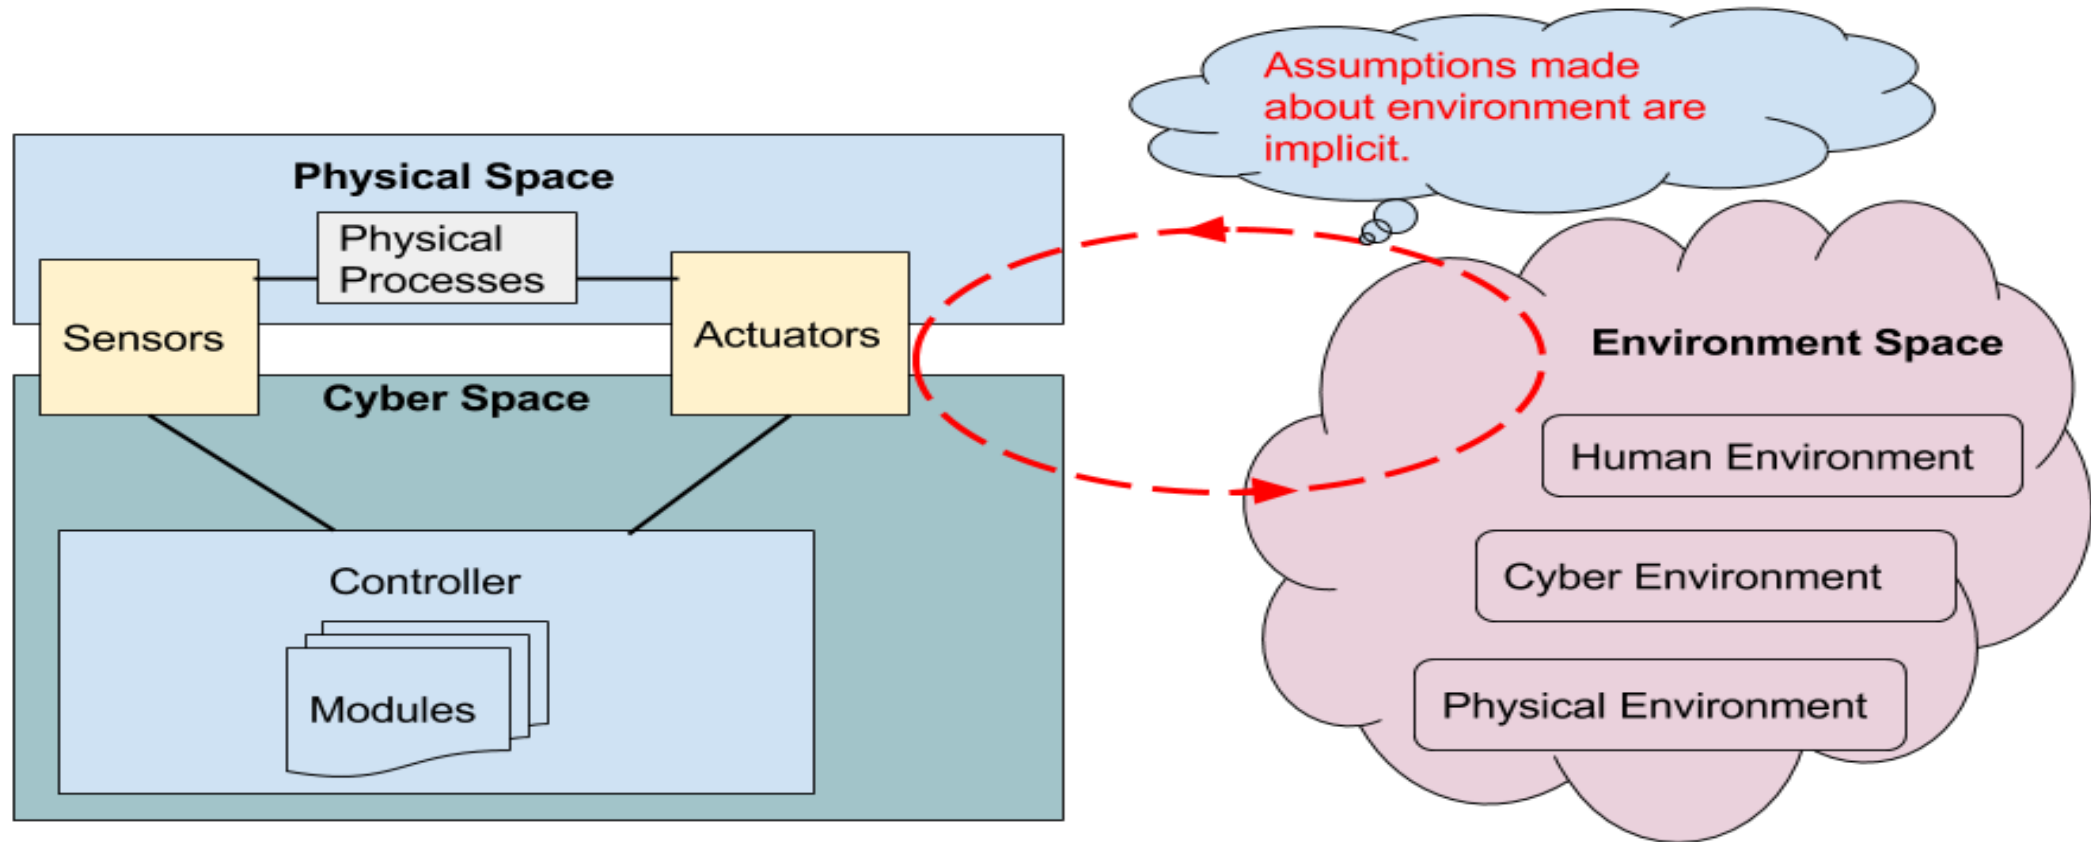 Assumptions made
about environment are
implicit.
Physical Space
Physical
Processes
Sensors
Actuators
Cyber Space
Controller
Modules
Environment Space
Human Environment
Cyber Environment
Physical Environment